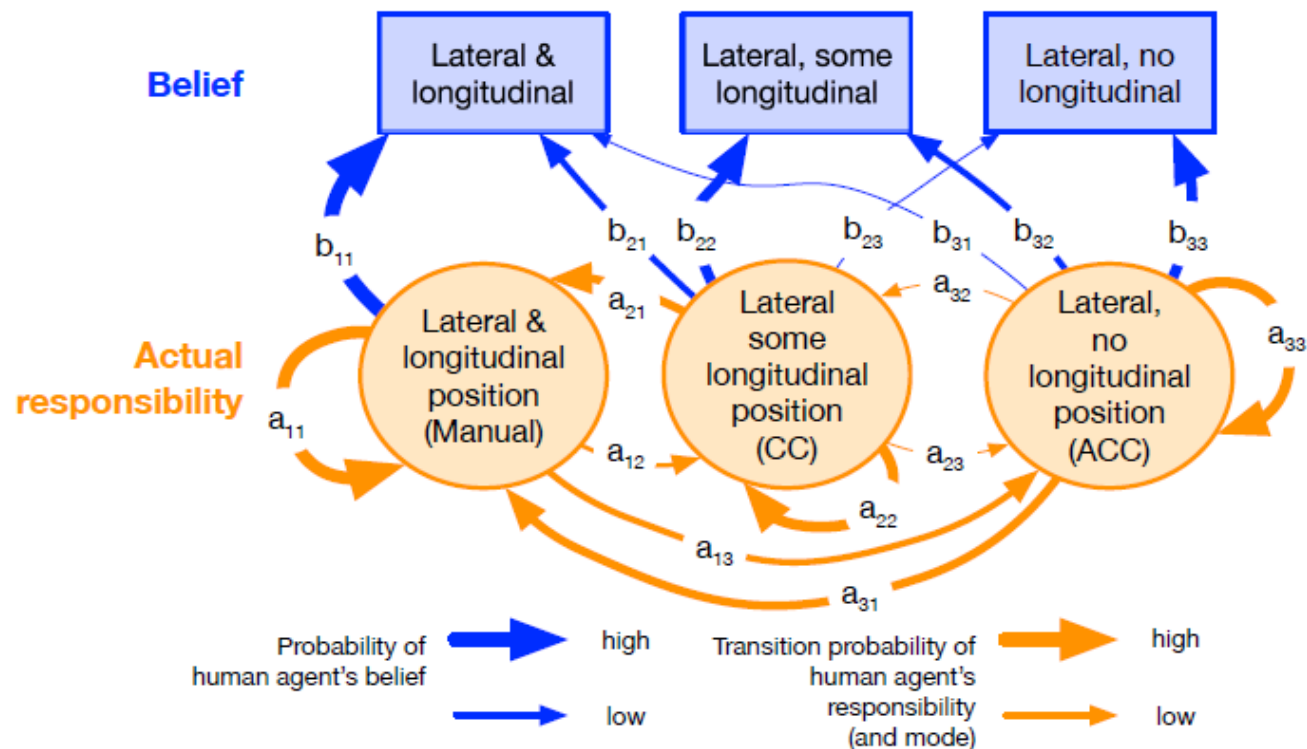 Belief
Lateral &
longitudinal
Lateral, some
longitudinal
Lateral, no
longitudinal
b11
b21
b22
b23
b31
b32
b33
Actual
responsibility
Lateral &
longitudinal
position
(Manual)
Lateral
some
longitudinal
position
(CC)
Lateral,
no
longitudinal
position
(ACC)
a21
a32
a33
a11
a12
a23
a22
a13
a31
Probability of
human agent's belief
high
low
Transition probability of
human agent's
responsibility
(and mode)
high
low